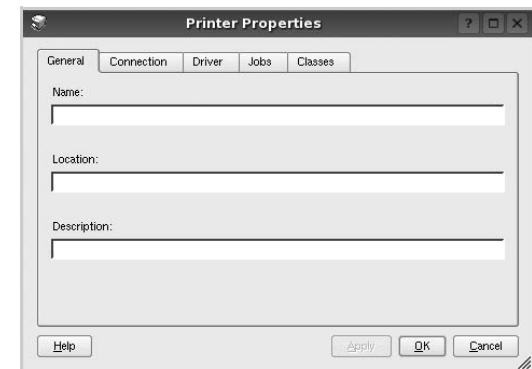 Printer Properties
?
General Connection Driver Jobs Classes
Name:
Location:
Description:
Help Apply OK Cancel